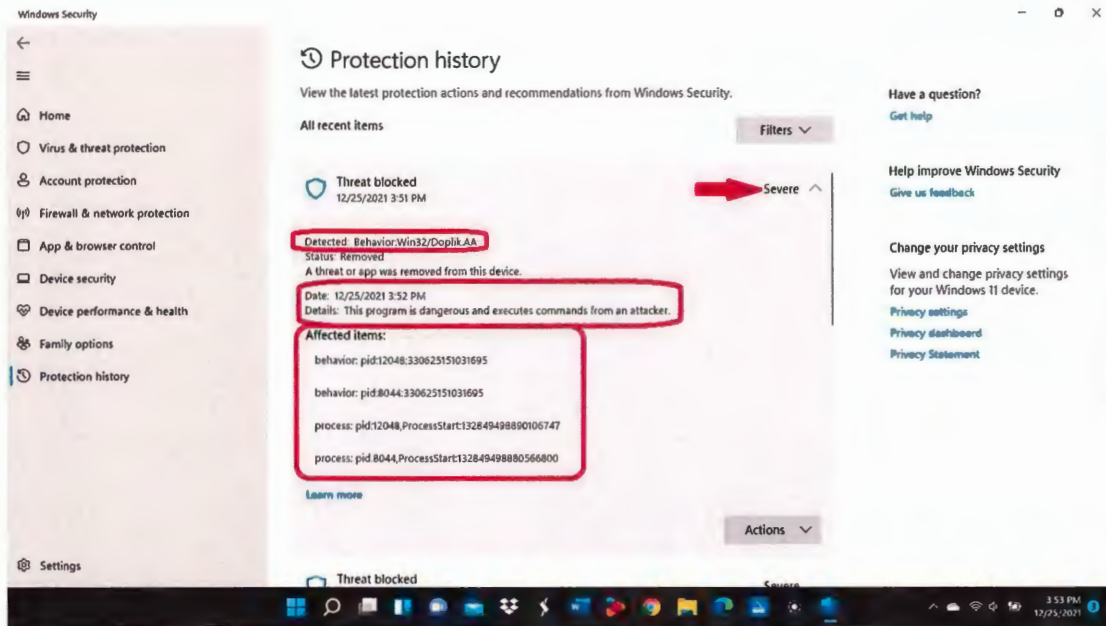 Windows Security
Home
Virus & threat protection
Account protection
Firewall & network protection
App & browser control
Device security
Device performance & health
Family options
Protection history
Settings
Protection history
View the latest protection actions and recommendations from Windows Security.
All recent items
Filters
Threat blocked
12/25/2021 3:51 PM
Severe
Detected: Behavior:Win32/Doplik.AA
Status: Removed
A threat or app was removed from this device.
Date: 12/25/2021 3:52 PM
Details: This program is dangerous and executes commands from an attacker.
Affected items:
behavior: pid:12048:330625151031695
behavior: pid:8044:330625151031695
process: pid:12048,ProcessStart:132849498890106747
process: pid:8044,ProcessStart:132849498880566800
Learn more
Actions
Threat blocked
Severe
Have a question?
Get help
Help improve Windows Security
Give us feedback
Change your privacy settings
View and change privacy settings
for your Windows 11 device.
Privacy settings
Privacy dashboard
Privacy Statement
3:53 PM
12/25/2021